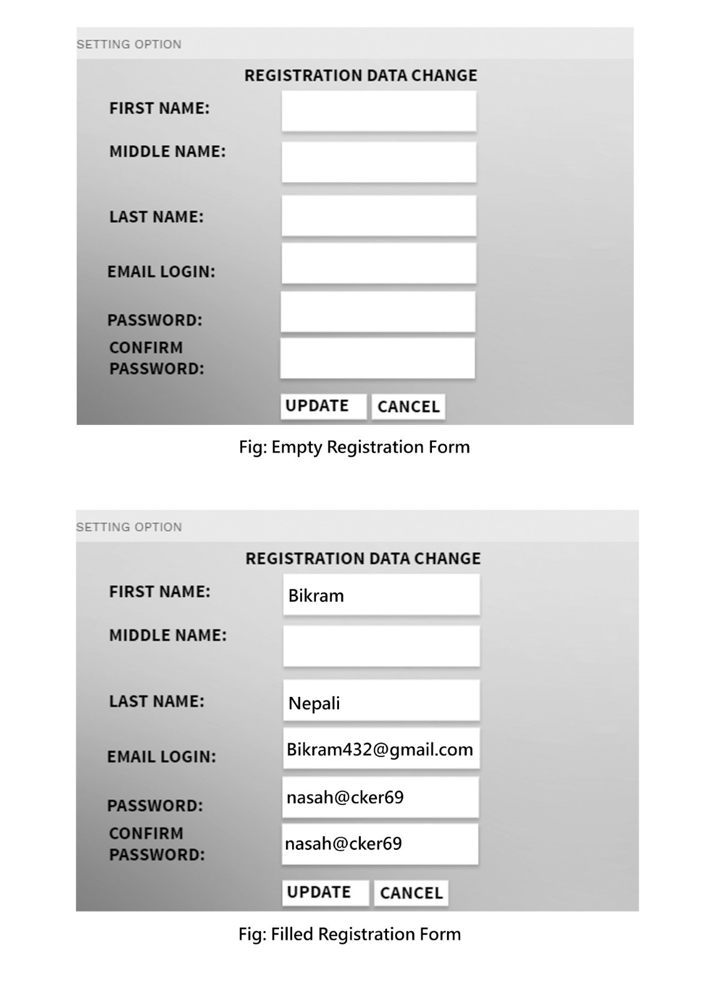 SETTING OPTION
REGISTRATION DATA CHANGE
FIRST NAME:
MIDDLE NAME:
LAST NAME:
EMAIL LOGIN:
PASSWORD:
CONFIRM
PASSWORD:
UPDATE CANCEL
Fig: Empty Registration Form
SETTING OPTION
REGISTRATION DATA CHANGE
FIRST NAME: Bikram
MIDDLE NAME:
LAST NAME: Nepali
EMAIL LOGIN: Bikram432@gmail.com
PASSWORD: nasah@cker69
CONFIRM
PASSWORD: nasah@cker69
UPDATE CANCEL
Fig: Filled Registration Form